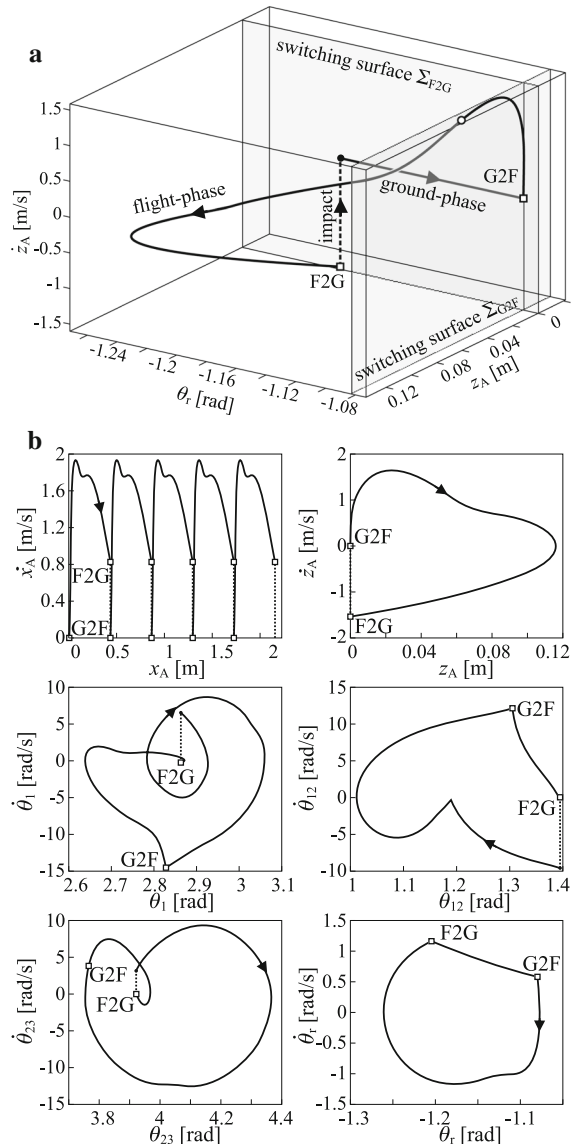 a
switching surface Σ_F2G
1.5
1
0.5
0
-0.5
-1
-1.5
ż_A [m/s]
flight-phase
impact
ground-phase
G2F
F2G
switching surface Σ_G2F
-1.24
-1.2
-1.16
-1.12
-1.08
θ_r [rad]
0.12
0.08
0.04
0
z_A [m]
b
2
1.6
1.2
0.8
0.4
0
ẋ_A [m/s]
F2G
G2F
0 0.5 1 1.5 2
x_A [m]
2
1
0
-1
-2
ż_A [m/s]
G2F
F2G
0 0.04 0.08 0.12
z_A [m]
10
5
0
-5
-10
-15
θ̇_1 [rad/s]
F2G
G2F
2.6 2.7 2.8 2.9 3 3.1
θ_1 [rad]
15
10
5
0
-5
-10
θ̇_12 [rad/s]
G2F
F2G
1 1.1 1.2 1.3 1.4
θ_12 [rad]
10
5
0
-5
-10
-15
θ̇_23 [rad/s]
G2F
F2G
3.8 4 4.2 4.4
θ_23 [rad]
1.5
1
0.5
0
-0.5
-1
-1.5
θ̇_r [rad/s]
F2G
G2F
-1.3 -1.2 -1.1
θ_r [rad]